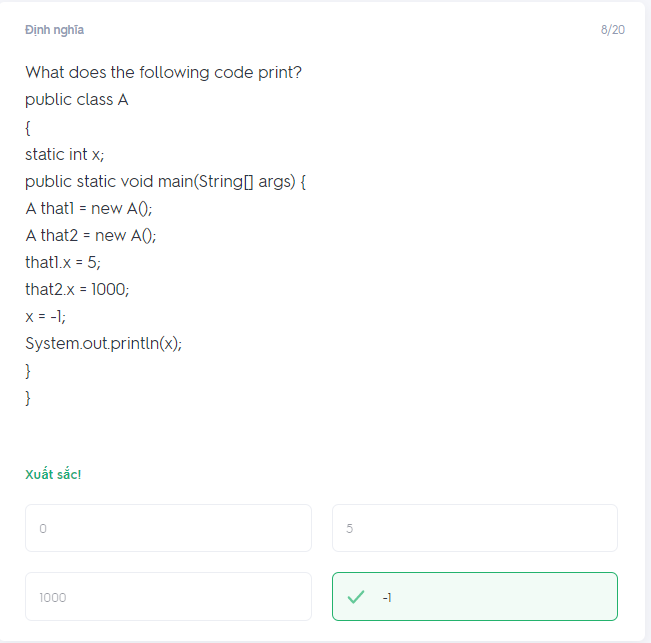 Định nghĩa
8/20
What does the following code print?
public class A
{
static int x;
public static void main(String[] args) {
A that1 = new A();
A that2 = new A();
that1.x = 5;
that2.x = 1000;
x = -1;
System.out.println(x);
}
}
Xuất sắc!
0
5
1000
-1